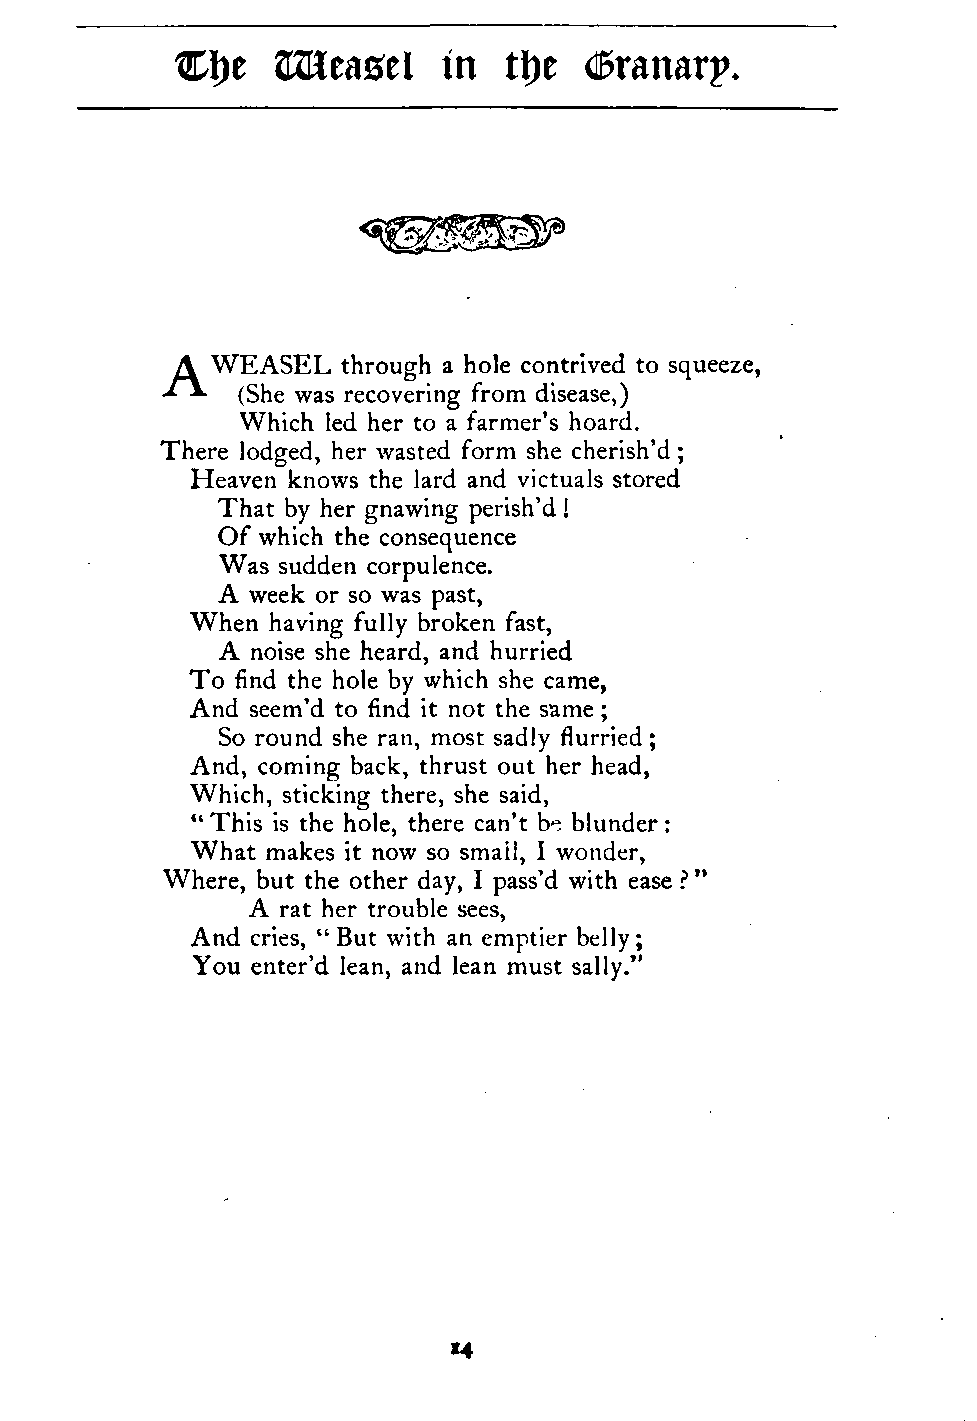 The Weasel in the Granary.
A WEASEL through a hole contrived to squeeze,
(She was recovering from disease,)
Which led her to a farmer's hoard.
There lodged, her wasted form she cherish'd ;
Heaven knows the lard and victuals stored
That by her gnawing perish'd !
Of which the consequence
Was sudden corpulence.
A week or so was past,
When having fully broken fast,
A noise she heard, and hurried
To find the hole by which she came,
And seem'd to find it not the same ;
So round she ran, most sadly flurried ;
And, coming back, thrust out her head,
Which, sticking there, she said,
“ This is the hole, there can't be blunder :
What makes it now so small, I wonder,
Where, but the other day, I pass'd with ease ? ”
A rat her trouble sees,
And cries, “ But with an emptier belly ;
You enter'd lean, and lean must sally.”
14